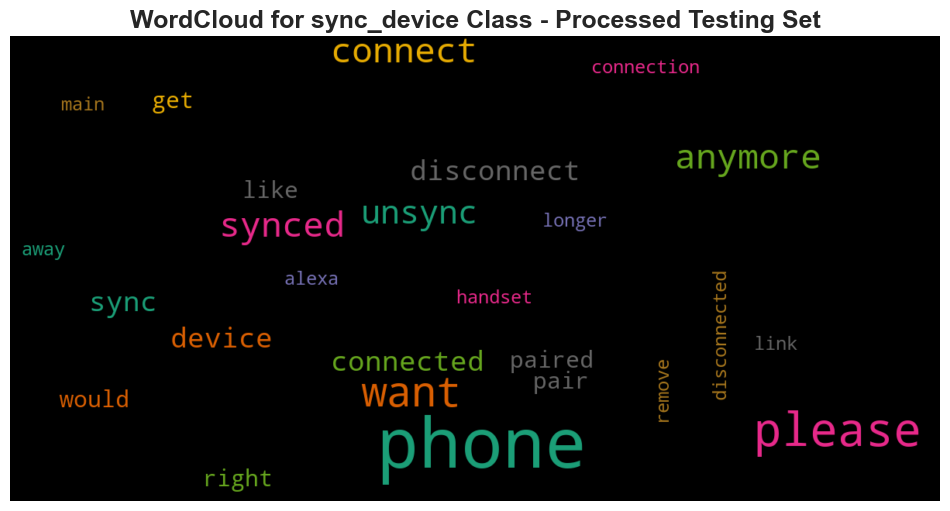 WordCloud for sync_device Class - Processed Testing Set
connect
connection
main
get
anymore
disconnect
like
unsync
synced
longer
away
alexa
handset
sync
device
disconnected
link
connected
paired
pair
remove
want
would
please
phone
right